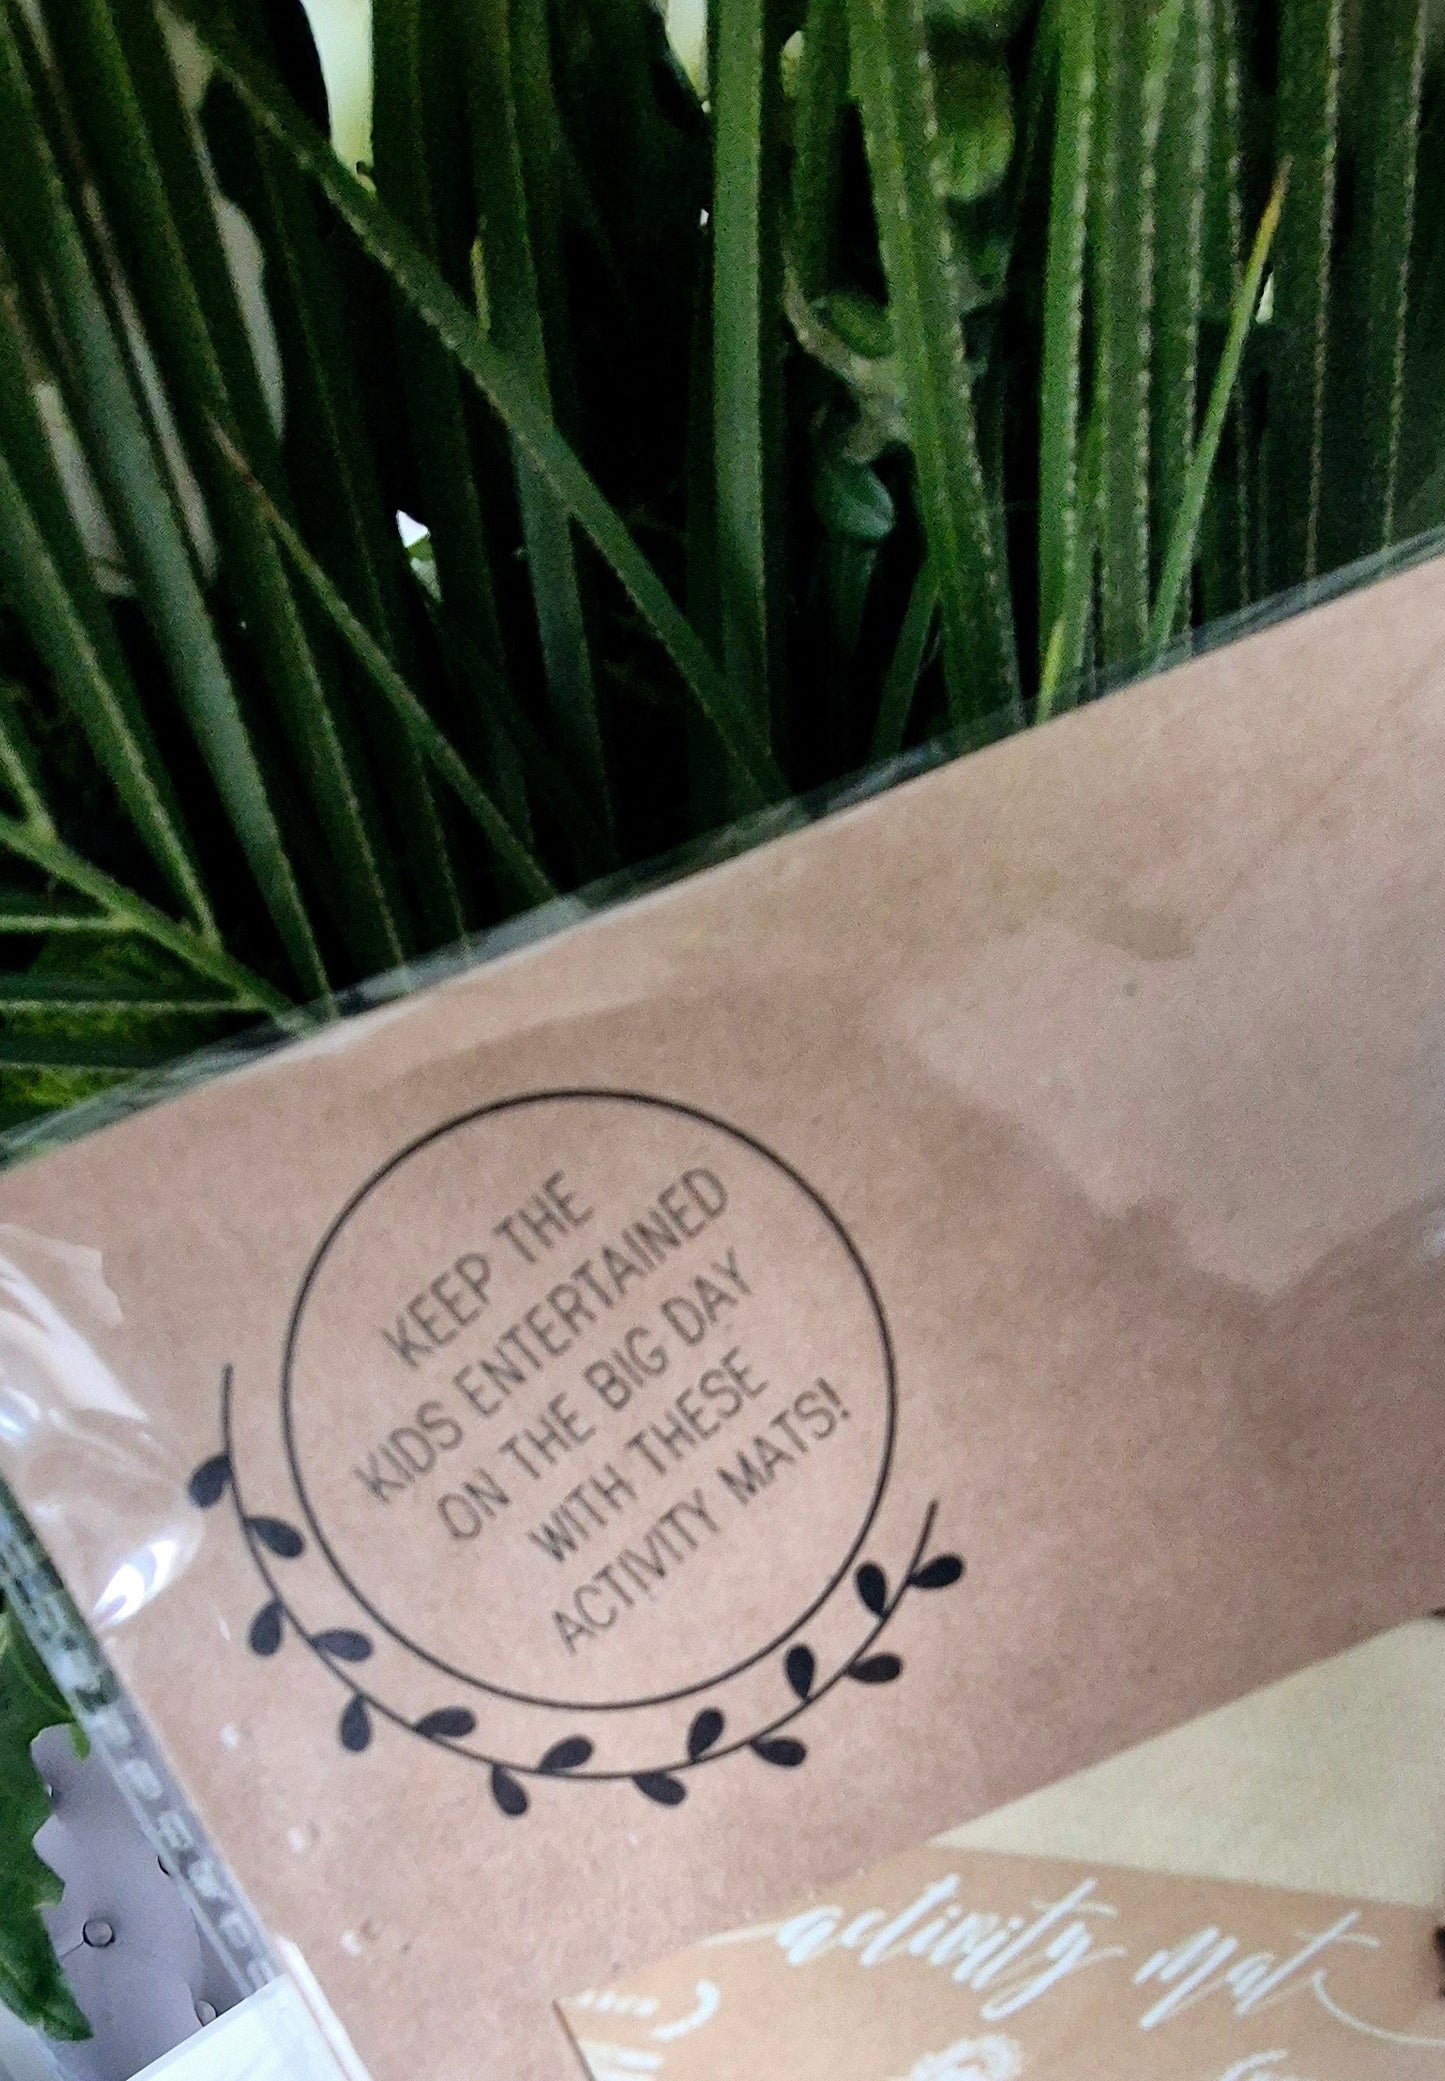 KEEP THE
KIDS ENTERTAINED
ON THE BIG DAY
WITH THESE
ACTIVITY MATS!
activity mat